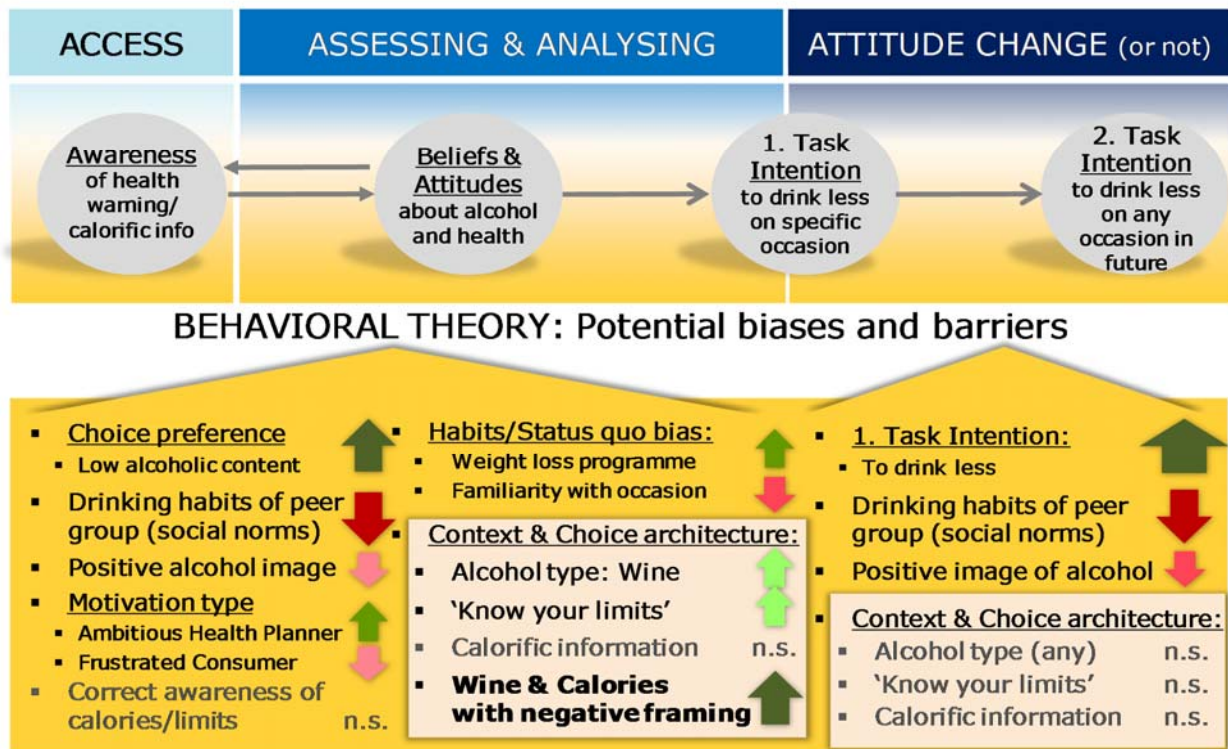 ACCESS
ASSESSING & ANALYSING
ATTITUDE CHANGE (or not)
Awareness
of health
warning/
calorific info
Beliefs &
Attitudes
about alcohol
and health
1. Task
Intention
to drink less
on specific
occasion
2. Task
Intention
to drink less
on any
occasion in
future
BEHAVIORAL THEORY: Potential biases and barriers
▪ Choice preference
▪ Low alcoholic content
▪ Drinking habits of peer
group (social norms)
▪ Positive alcohol image
▪ Motivation type
▪ Ambitious Health Planner
▪ Frustrated Consumer
▪ Correct awareness of
calories/limits n.s.
▪ Habits/Status quo bias:
▪ Weight loss programme
▪ Familiarity with occasion
▪ Context & Choice architecture:
▪ Alcohol type: Wine
▪ ‘Know your limits’
▪ Calorific information n.s.
▪ Wine & Calories
with negative framing
▪ 1. Task Intention:
▪ To drink less
▪ Drinking habits of peer
group (social norms)
▪ Positive image of alcohol
▪ Context & Choice architecture:
▪ Alcohol type (any) n.s.
▪ ‘Know your limits’ n.s.
▪ Calorific information n.s.